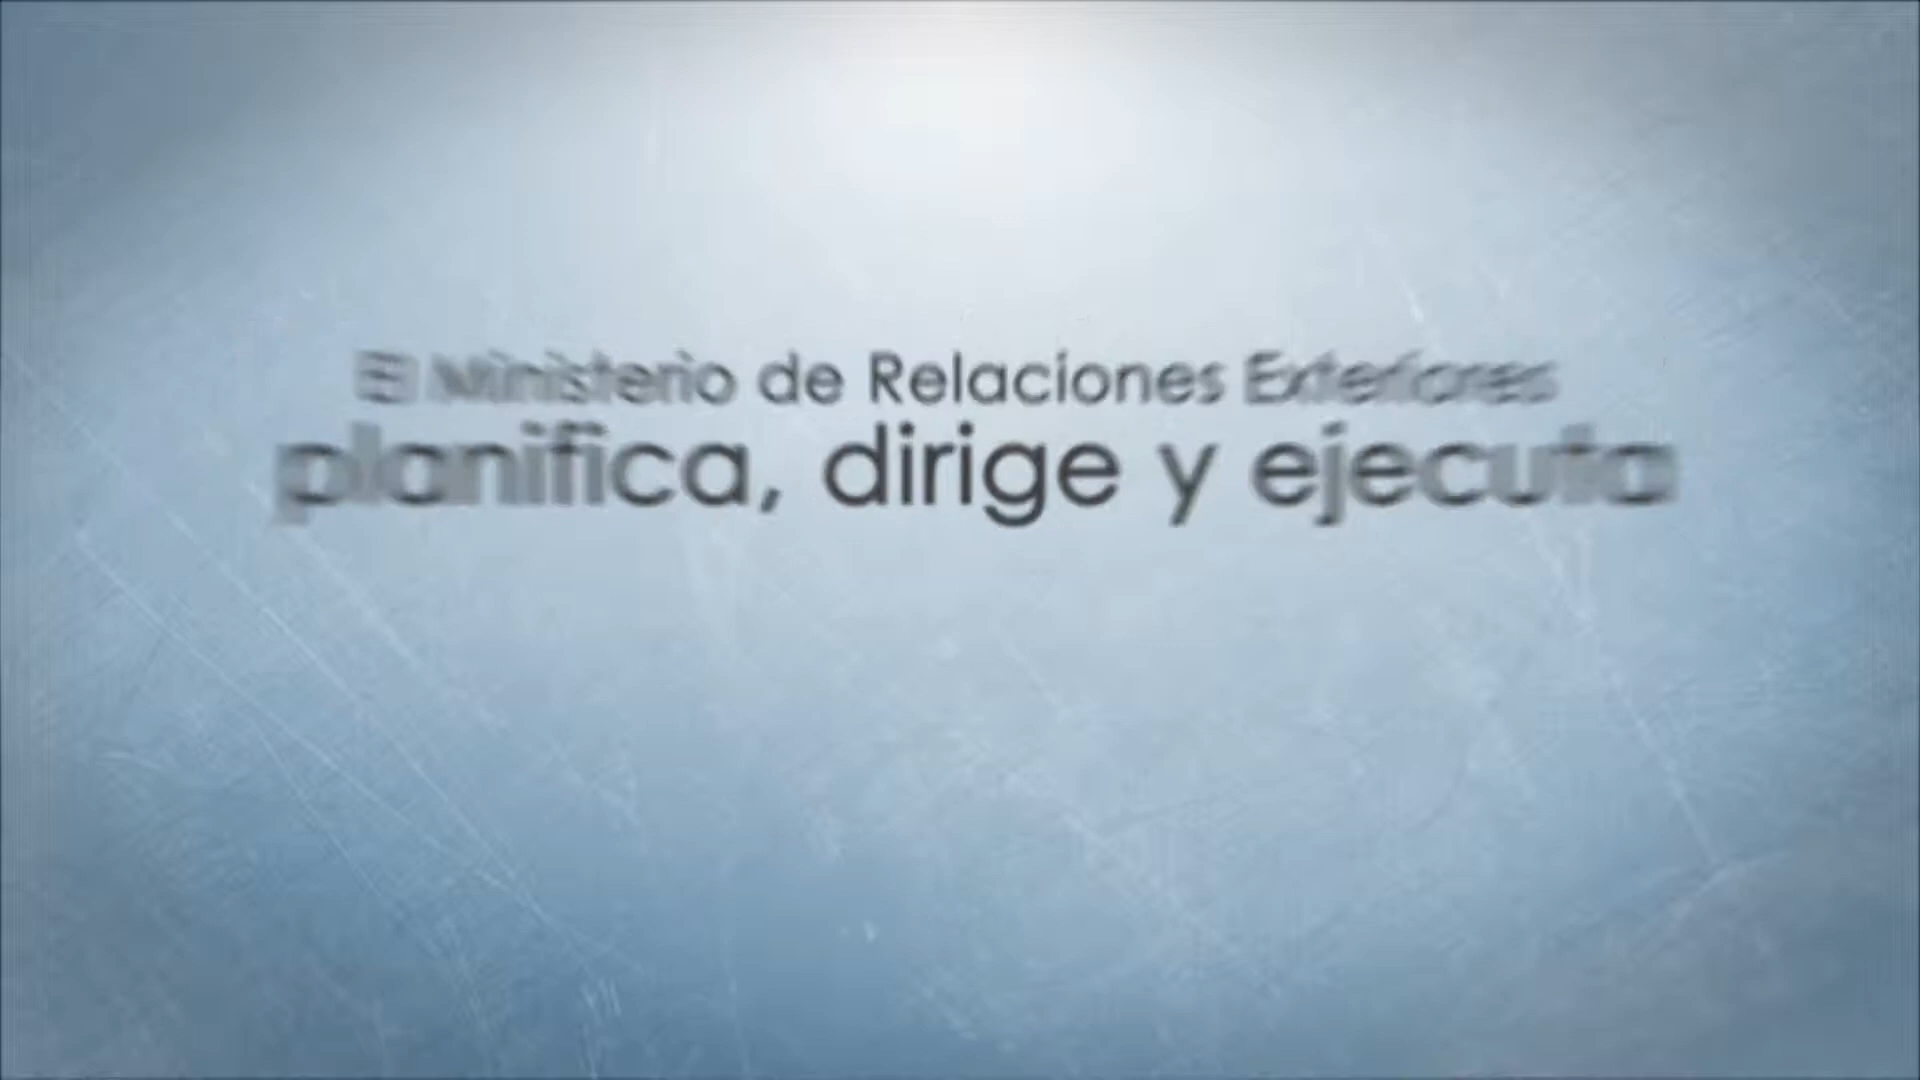 El Ministerio de Relaciones Exteriores
planifica, dirige y ejecuta